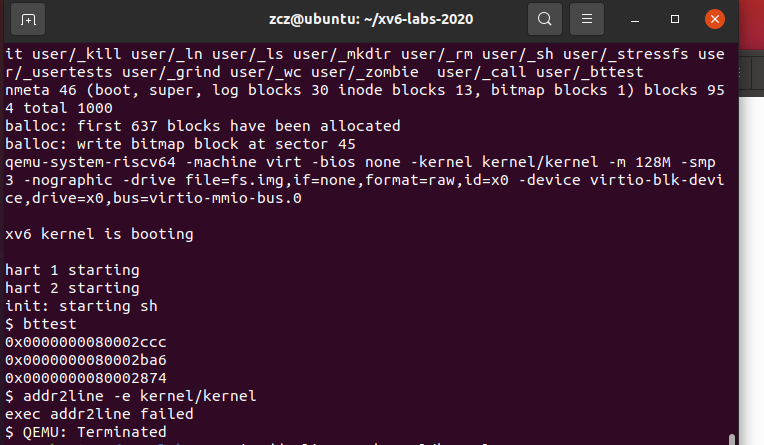 zcz@ubuntu: ~/xv6-labs-2020
it user/_kill user/_ln user/_ls user/_mkdir user/_rm user/_sh user/_stressfs use
r/_usertests user/_grind user/_wc user/_zombie  user/_call user/_bttest
nmeta 46 (boot, super, log blocks 30 inode blocks 13, bitmap blocks 1) blocks 95
4 total 1000
balloc: first 637 blocks have been allocated
balloc: write bitmap block at sector 45
qemu-system-riscv64 -machine virt -bios none -kernel kernel/kernel -m 128M -smp
3 -nographic -drive file=fs.img,if=none,format=raw,id=x0 -device virtio-blk-devi
ce,drive=x0,bus=virtio-mmio-bus.0
xv6 kernel is booting
hart 1 starting
hart 2 starting
init: starting sh
$ bttest
0x0000000080002ccc
0x0000000080002ba6
0x0000000080002874
$ addr2line -e kernel/kernel
exec addr2line failed
$ QEMU: Terminated